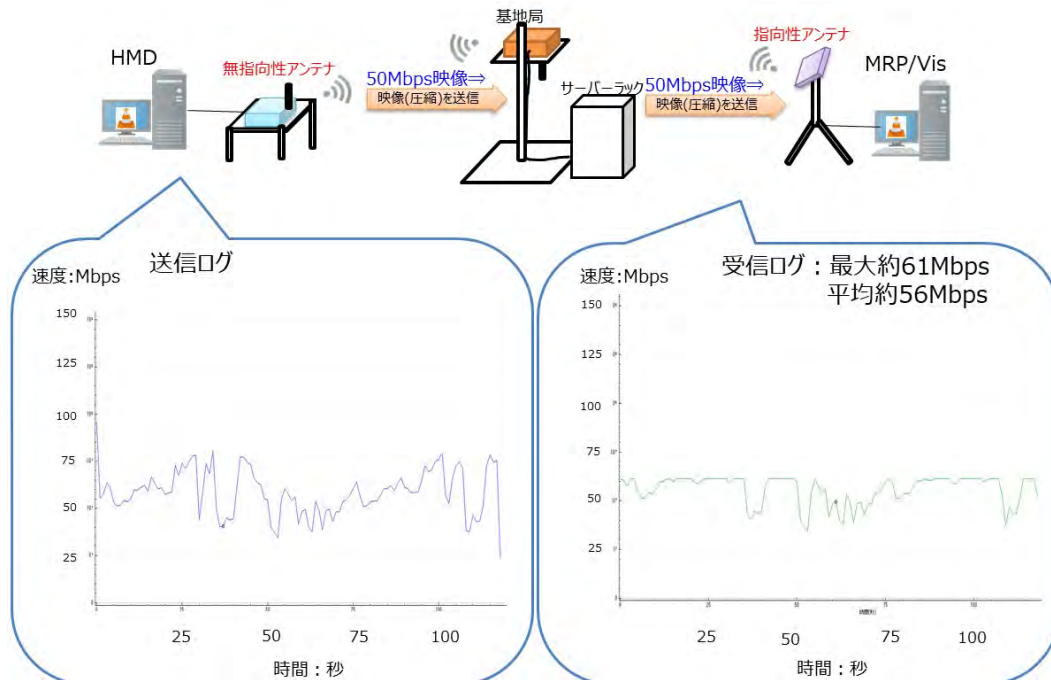 基地局
HMD
無指向性アンテナ
指向性アンテナ
MRP/Vis
50Mbps映像⇒
映像(圧縮)を送信
サーバーラック
50Mbps映像⇒
映像(圧縮)を送信
送信ログ
速度:Mbps
150
125
100
75
50
25
25
50
75
100
時間：秒
受信ログ：最大約61Mbps
平均約56Mbps
速度:Mbps
150
125
100
75
50
25
25
50
75
100
時間：秒